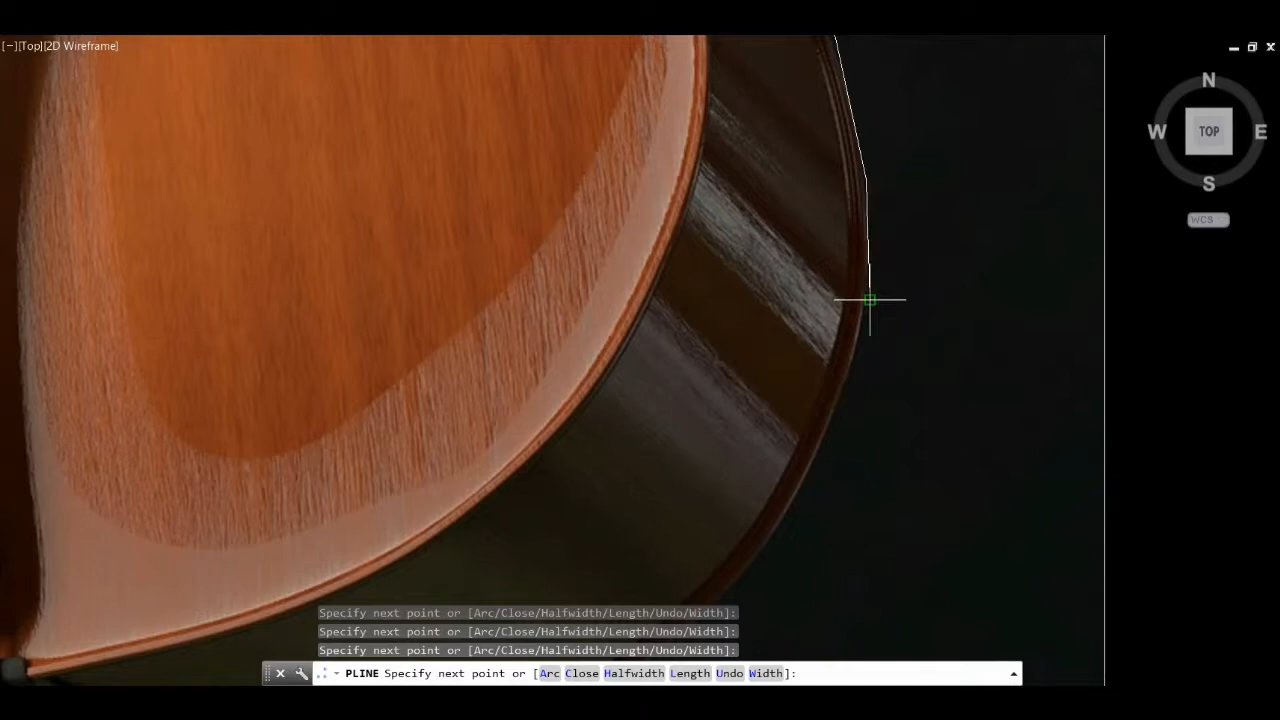 [−][Top][2D Wireframe]
N
W
TOP
E
S
WCS
Specify next point or [Arc/Close/Halfwidth/Length/Undo/Width]:
Specify next point or [Arc/Close/Halfwidth/Length/Undo/Width]:
Specify next point or [Arc/Close/Halfwidth/Length/Undo/Width]:
PLINE Specify next point or [Arc Close Halfwidth Length Undo Width]: